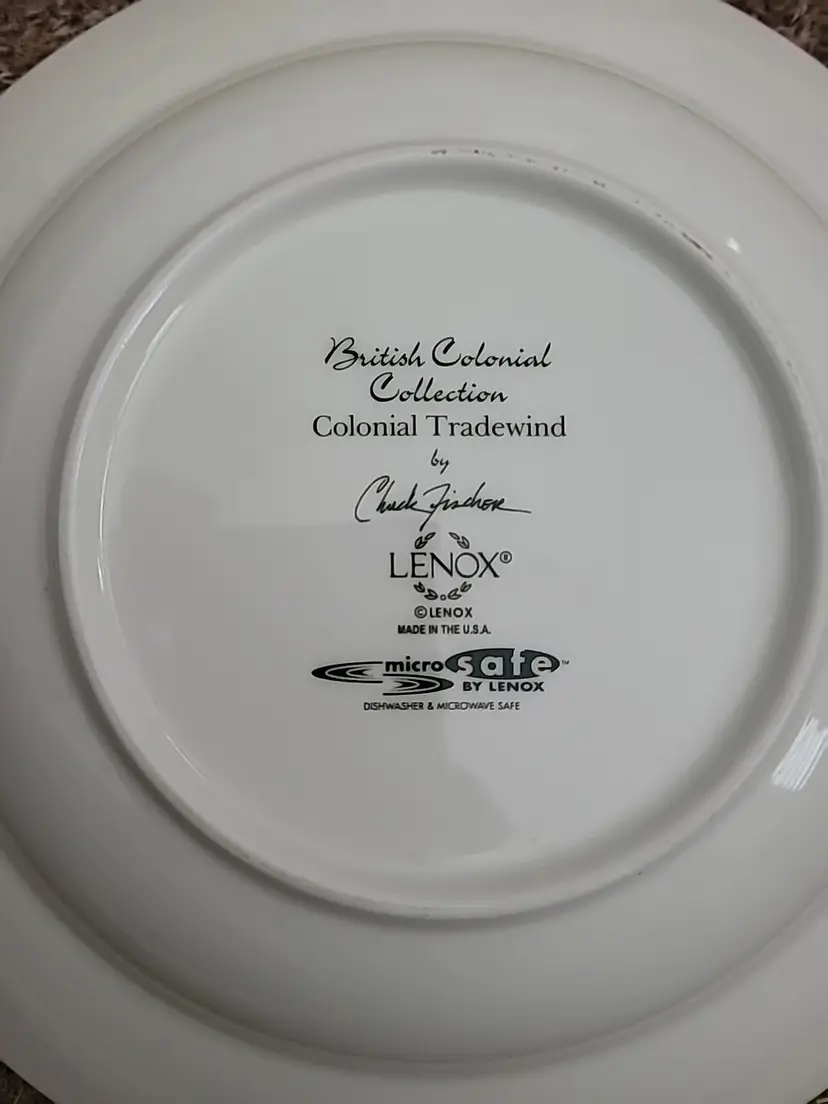 British Colonial
Collection
Colonial Tradewind
by
Chuck Fischer
LENOX®
© LENOX
MADE IN THE U.S.A.
micro safe™
BY LENOX
DISHWASHER & MICROWAVE SAFE